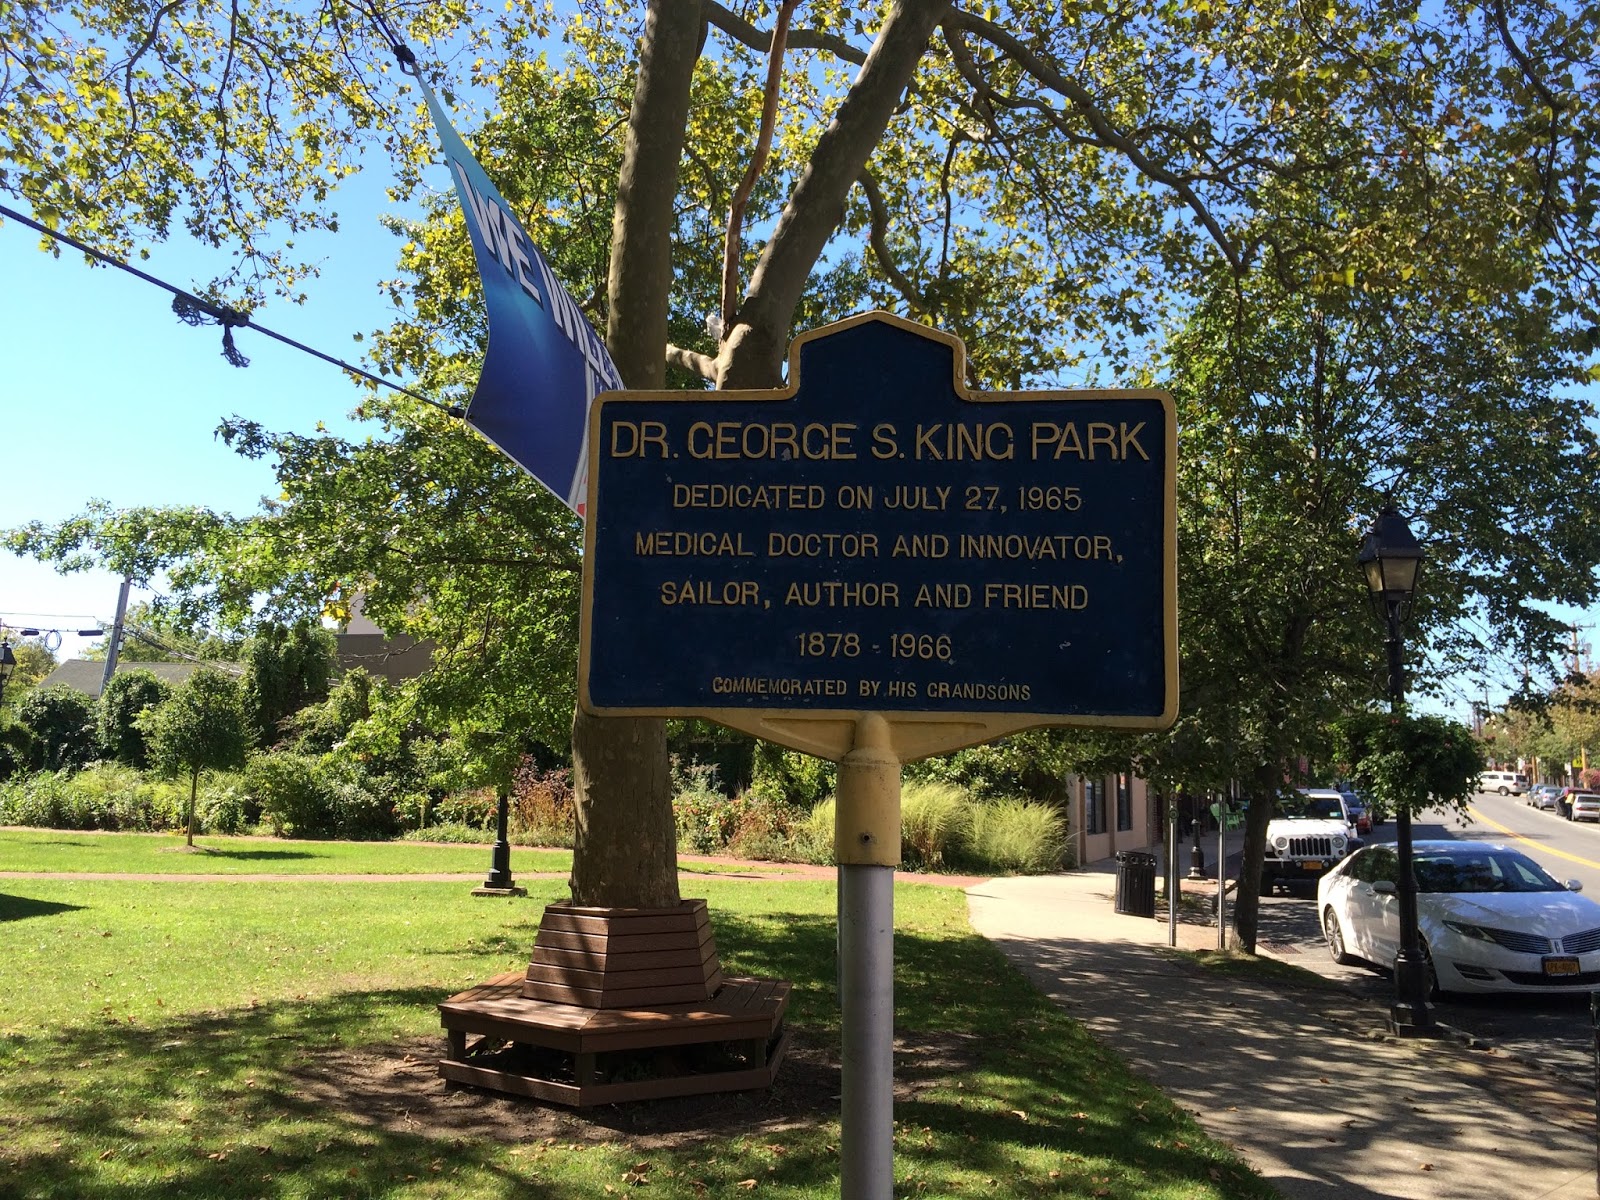 WE
DR. GEORGE S. KING PARK
DEDICATED ON JULY 27, 1965
MEDICAL DOCTOR AND INNOVATOR,
SAILOR, AUTHOR AND FRIEND
1878 - 1966
COMMEMORATED BY HIS GRANDSONS